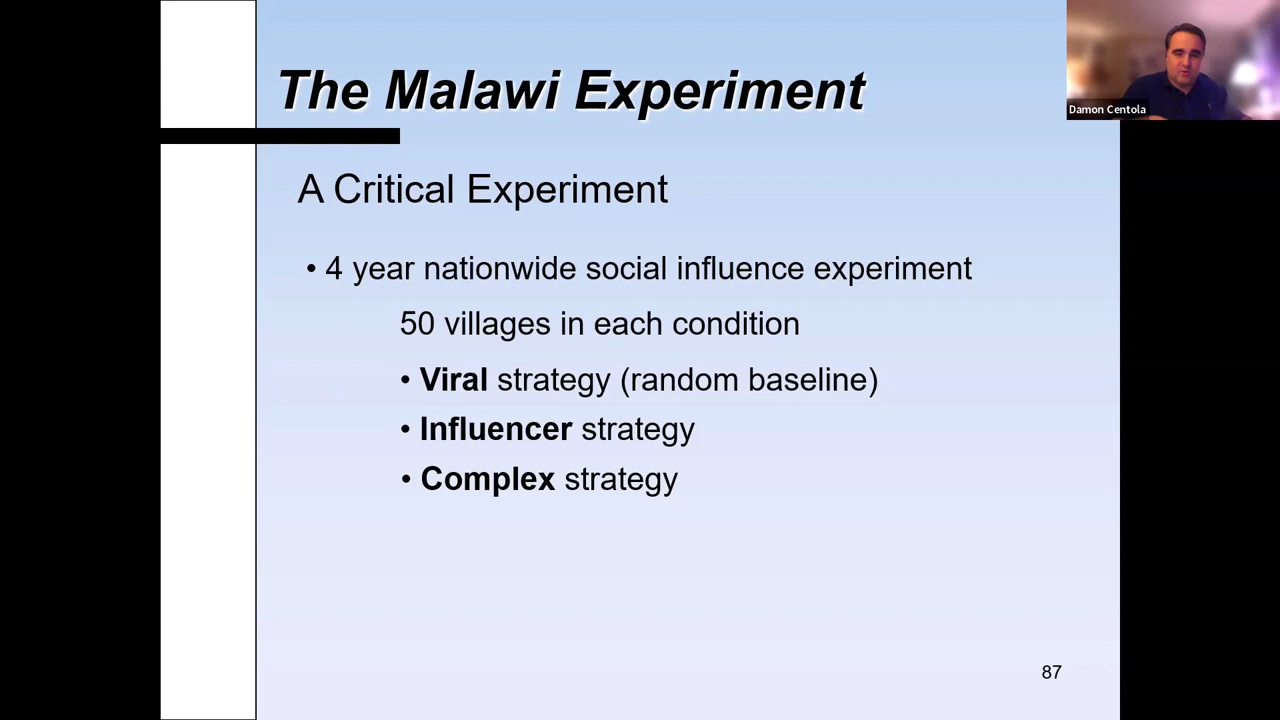 The Malawi Experiment
Damon Centola
A Critical Experiment
• 4 year nationwide social influence experiment
50 villages in each condition
• Viral strategy (random baseline)
• Influencer strategy
• Complex strategy
87